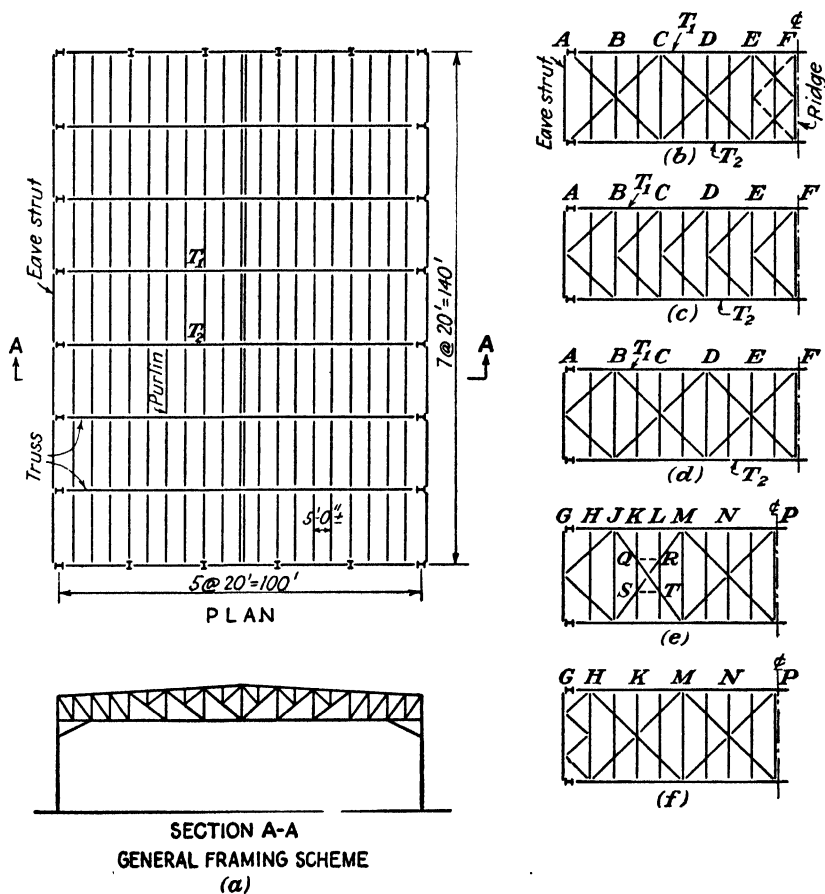 Eave strut
T1
T2
Purlin
Truss
5'-0"±
7@20'=140'
A A
5@20'=100'
PLAN
SECTION A-A
GENERAL FRAMING SCHEME
(a)
A B C T1 D E F ₵
Eave strut
Ridge
(b) T2
A B T1 C D E F
(c) T2
A B T1 C D E F
(d) T2
G H J K L M N ₵ P
Q R
S T
(e)
G H K M N ₵ P
(f)